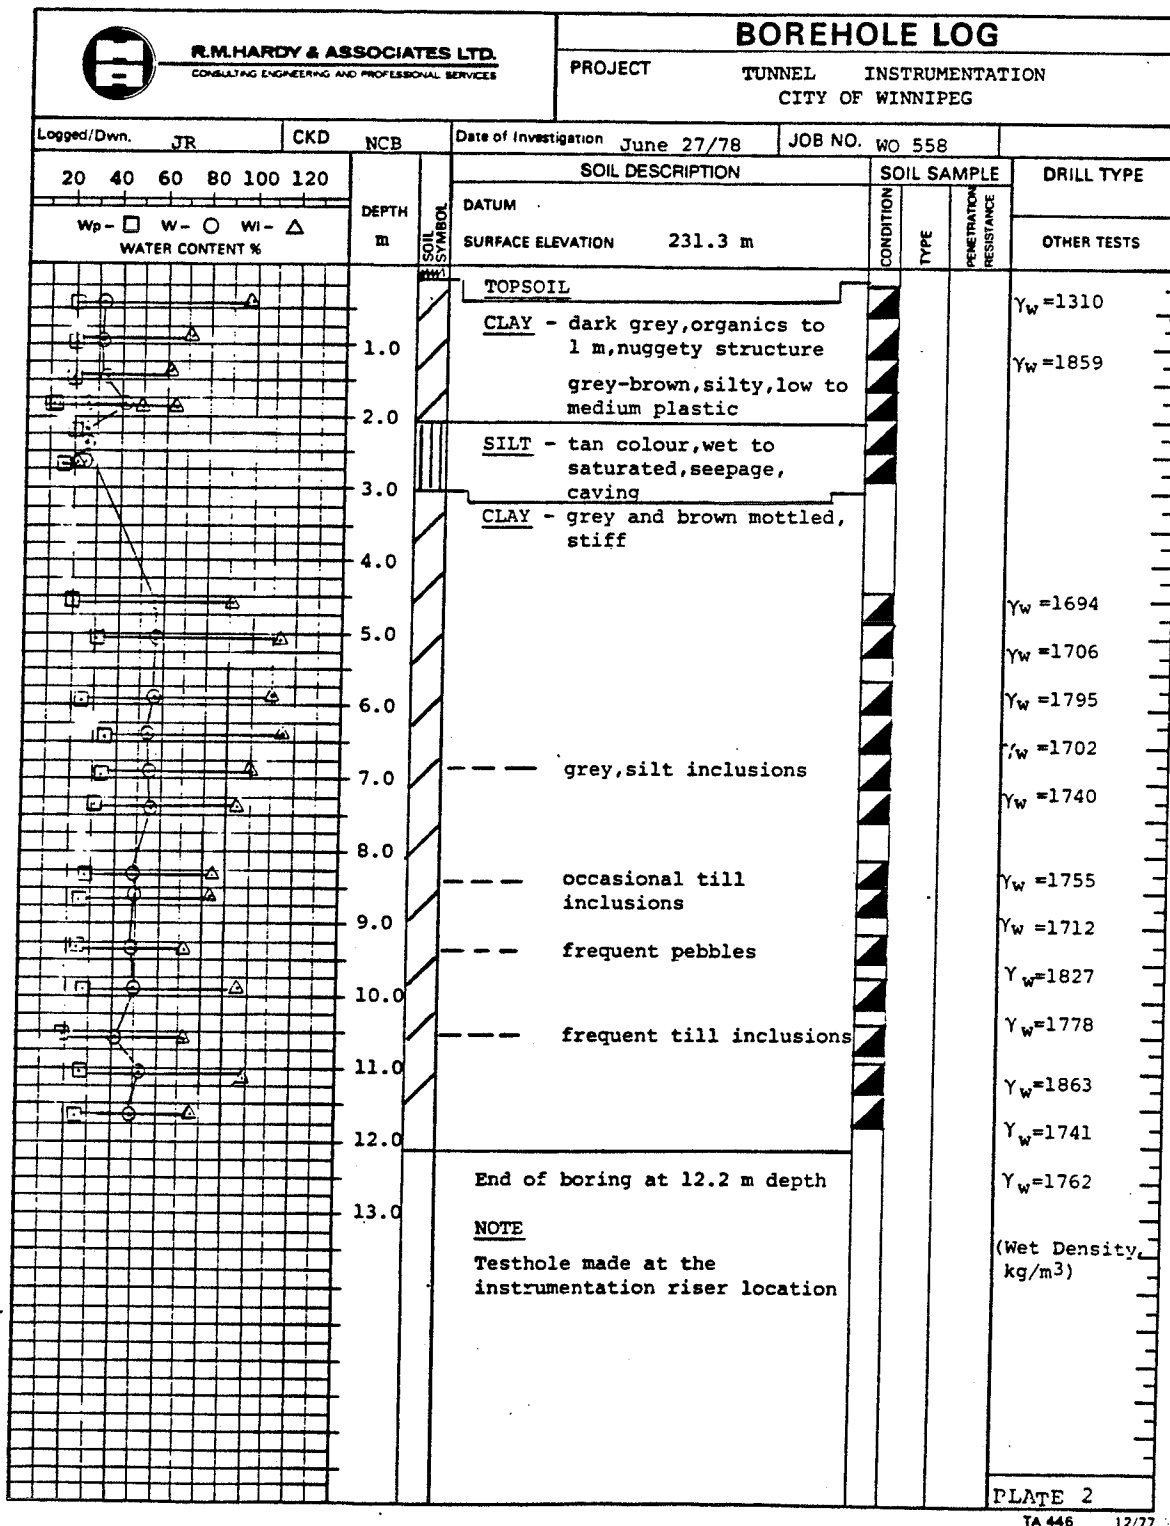 R.M.HARDY & ASSOCIATES LTD.
CONSULTING ENGINEERING AND PROFESSIONAL SERVICES
BOREHOLE LOG
PROJECT TUNNEL INSTRUMENTATION
CITY OF WINNIPEG
Logged/Dwn. JR CKD NCB Date of Investigation June 27/78 JOB NO. WO 558
20 40 60 80 100 120
Wp- □ W- ○ Wl- △
WATER CONTENT %
DEPTH
m
SOIL SYMBOL
SOIL DESCRIPTION
DATUM
SURFACE ELEVATION 231.3 m
SOIL SAMPLE
CONDITION
TYPE
PENETRATION RESISTANCE
DRILL TYPE
OTHER TESTS
TOPSOIL
γw=1310
CLAY - dark grey,organics to
1.0 1 m,nuggety structure
γw=1859
grey-brown,silty,low to
medium plastic
2.0
SILT - tan colour,wet to
saturated,seepage,
3.0 caving
CLAY - grey and brown mottled,
stiff
4.0
γw=1694
5.0
γw=1706
6.0 γw=1795
γw=1702
7.0 grey,silt inclusions
γw=1740
8.0
occasional till γw=1755
inclusions
9.0 γw=1712
frequent pebbles
γw=1827
10.0
frequent till inclusions γw=1778
11.0
γw=1863
12.0 γw=1741
End of boring at 12.2 m depth γw=1762
13.0
NOTE
(Wet Density,
Testhole made at the kg/m3)
instrumentation riser location
PLATE 2
TA 446 12/77